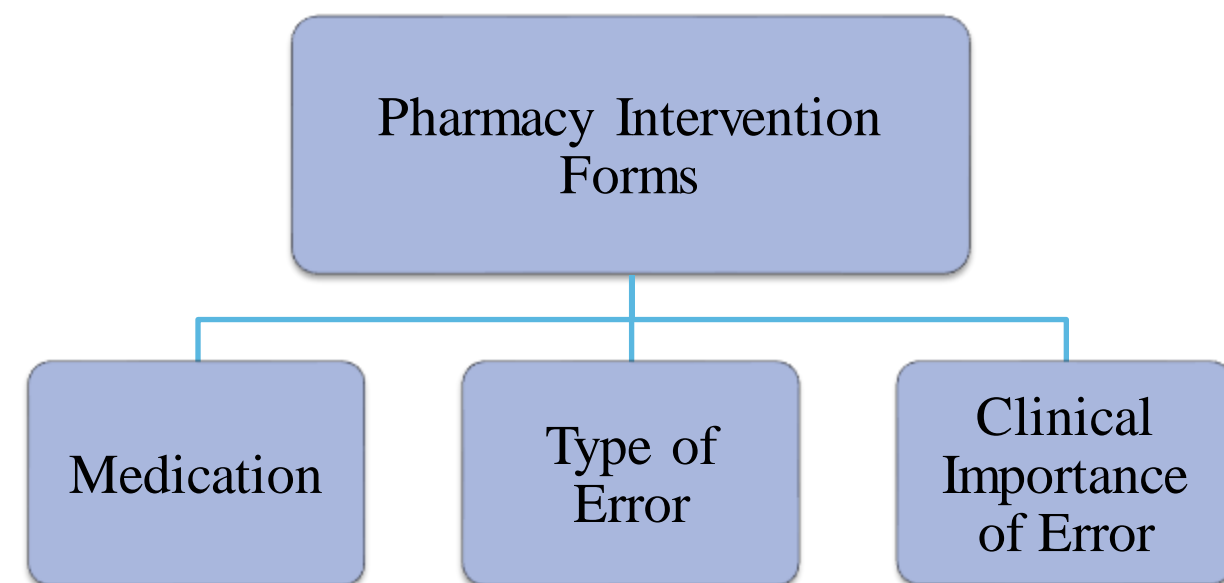 Pharmacy Intervention
Forms
Medication
Type of
Error
Clinical
Importance
of Error